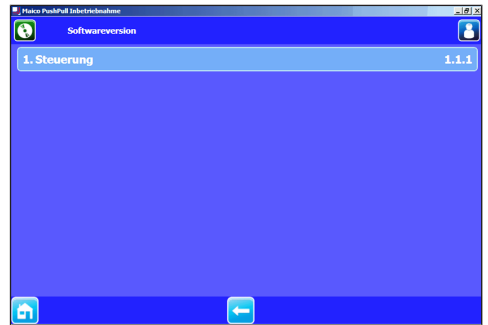 Maico PushPull Inbetriebnahme
Softwareversion
1. Steuerung 1.1.1